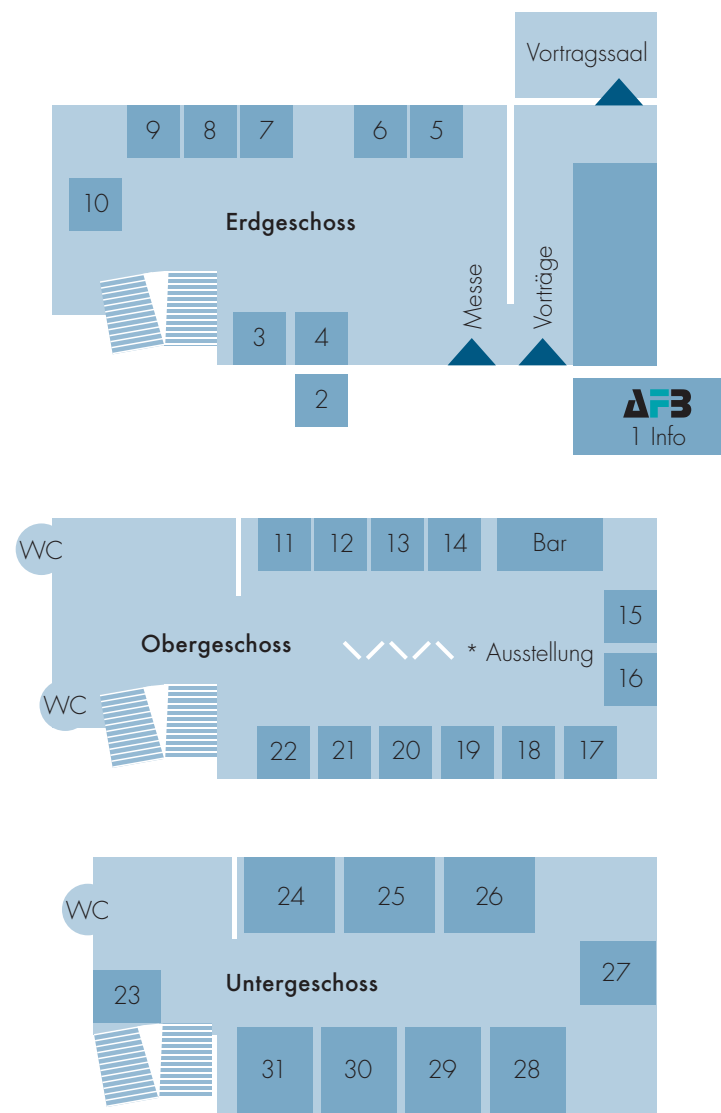 Vortragssaal
9 8 7 6 5
10
Erdgeschoss
Messe
Vorträge
3 4
2
AFB
1 Info
WC
11 12 13 14 Bar
15
Obergeschoss
* Ausstellung
16
WC
22 21 20 19 18 17
24 25 26
WC
27
Untergeschoss
23
31 30 29 28